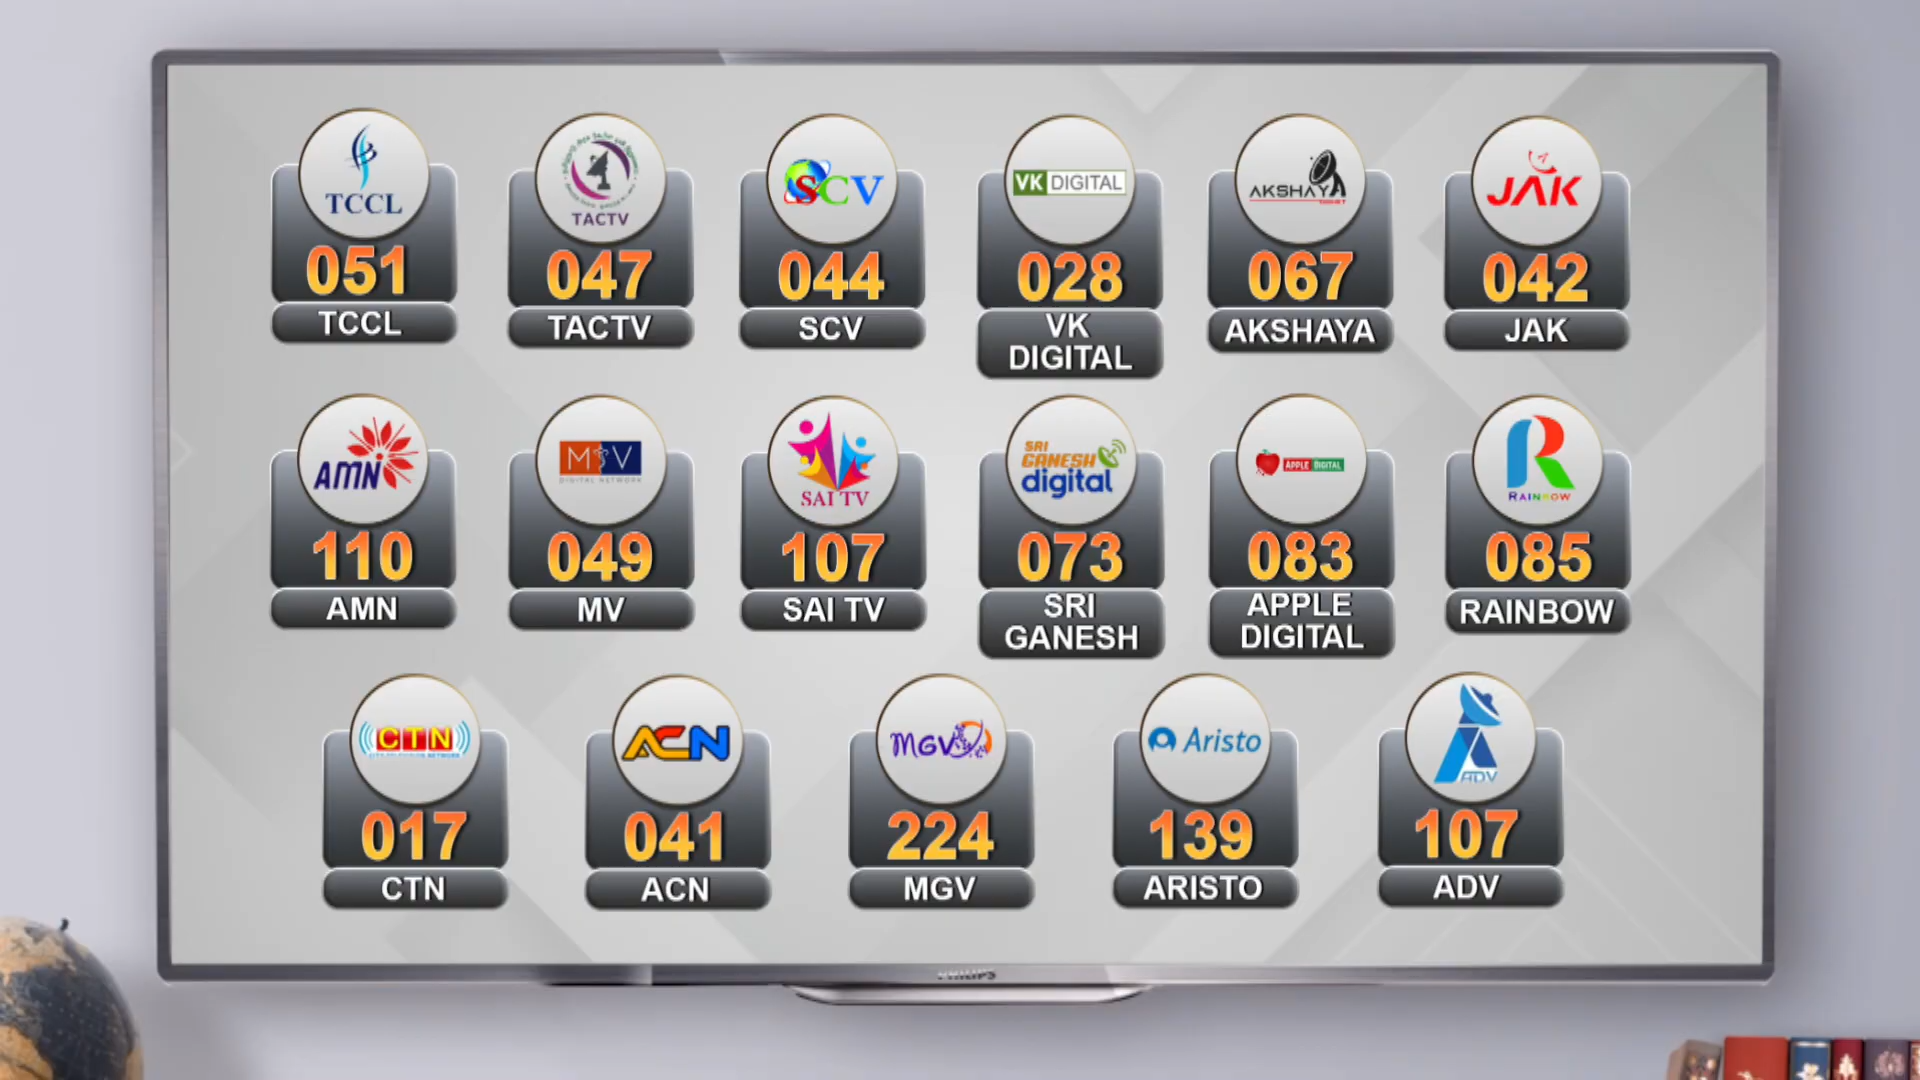 TCCL
TACTV
SCV
VK DIGITAL
AKSHAYA
JAK
051
047
044
028
067
042
TCCL
TACTV
SCV
VK
DIGITAL
AKSHAYA
JAK
AMN
MV
DIGITAL NETWORK
SAI TV
SRI
GANESH
digital
APPLE DIGITAL
RAINBOW
110
049
107
073
083
085
AMN
MV
SAI TV
SRI
GANESH
APPLE
DIGITAL
RAINBOW
CTN
ACN
MGV
Aristo
ADV
017
041
224
139
107
CTN
ACN
MGV
ARISTO
ADV
PHILIPS